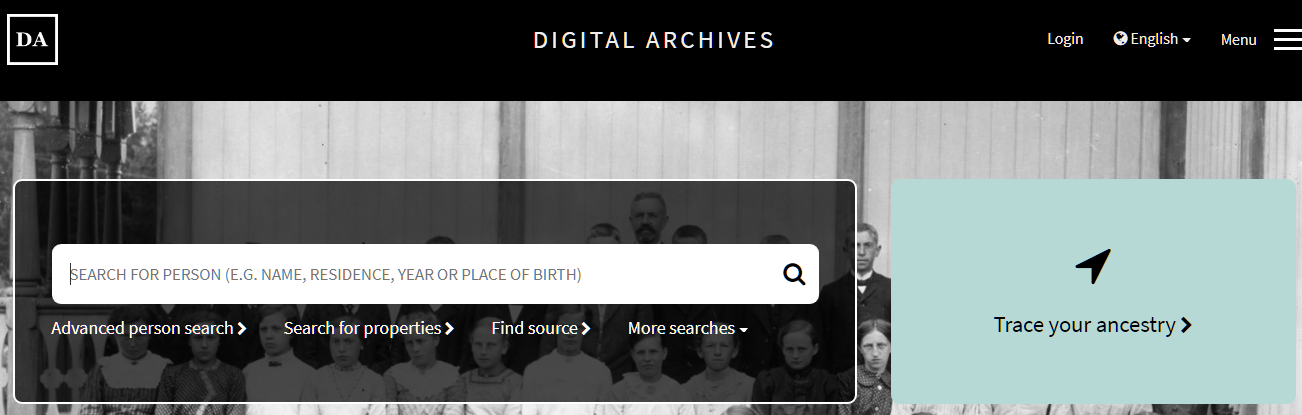 DA
DIGITAL ARCHIVES
Login
English
Menu
SEARCH FOR PERSON (E.G. NAME, RESIDENCE, YEAR OR PLACE OF BIRTH)
Advanced person search
Search for properties
Find source
More searches
Trace your ancestry